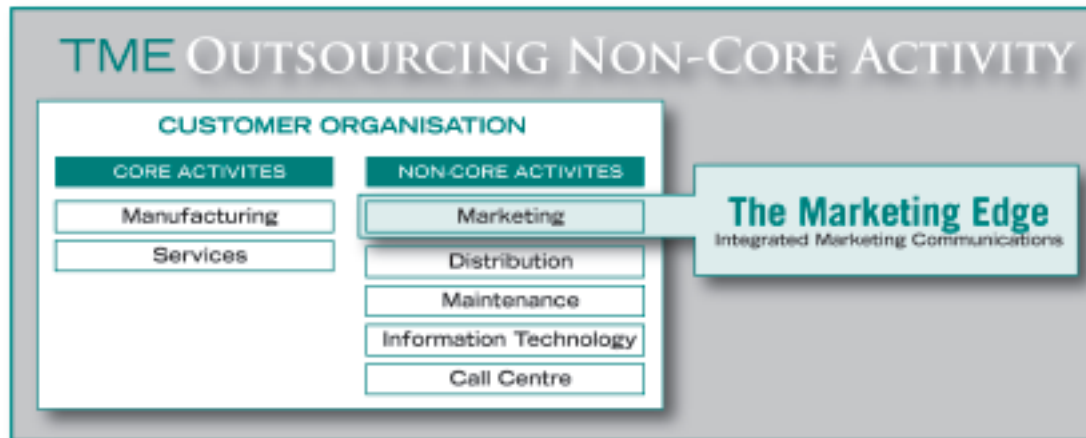 TME OUTSOURCING NON-CORE ACTIVITY
CUSTOMER ORGANISATION
CORE ACTIVITES
Manufacturing
Services
NON-CORE ACTIVITES
Marketing
Distribution
Maintenance
Information Technology
Call Centre
The Marketing Edge
Integrated Marketing Communications